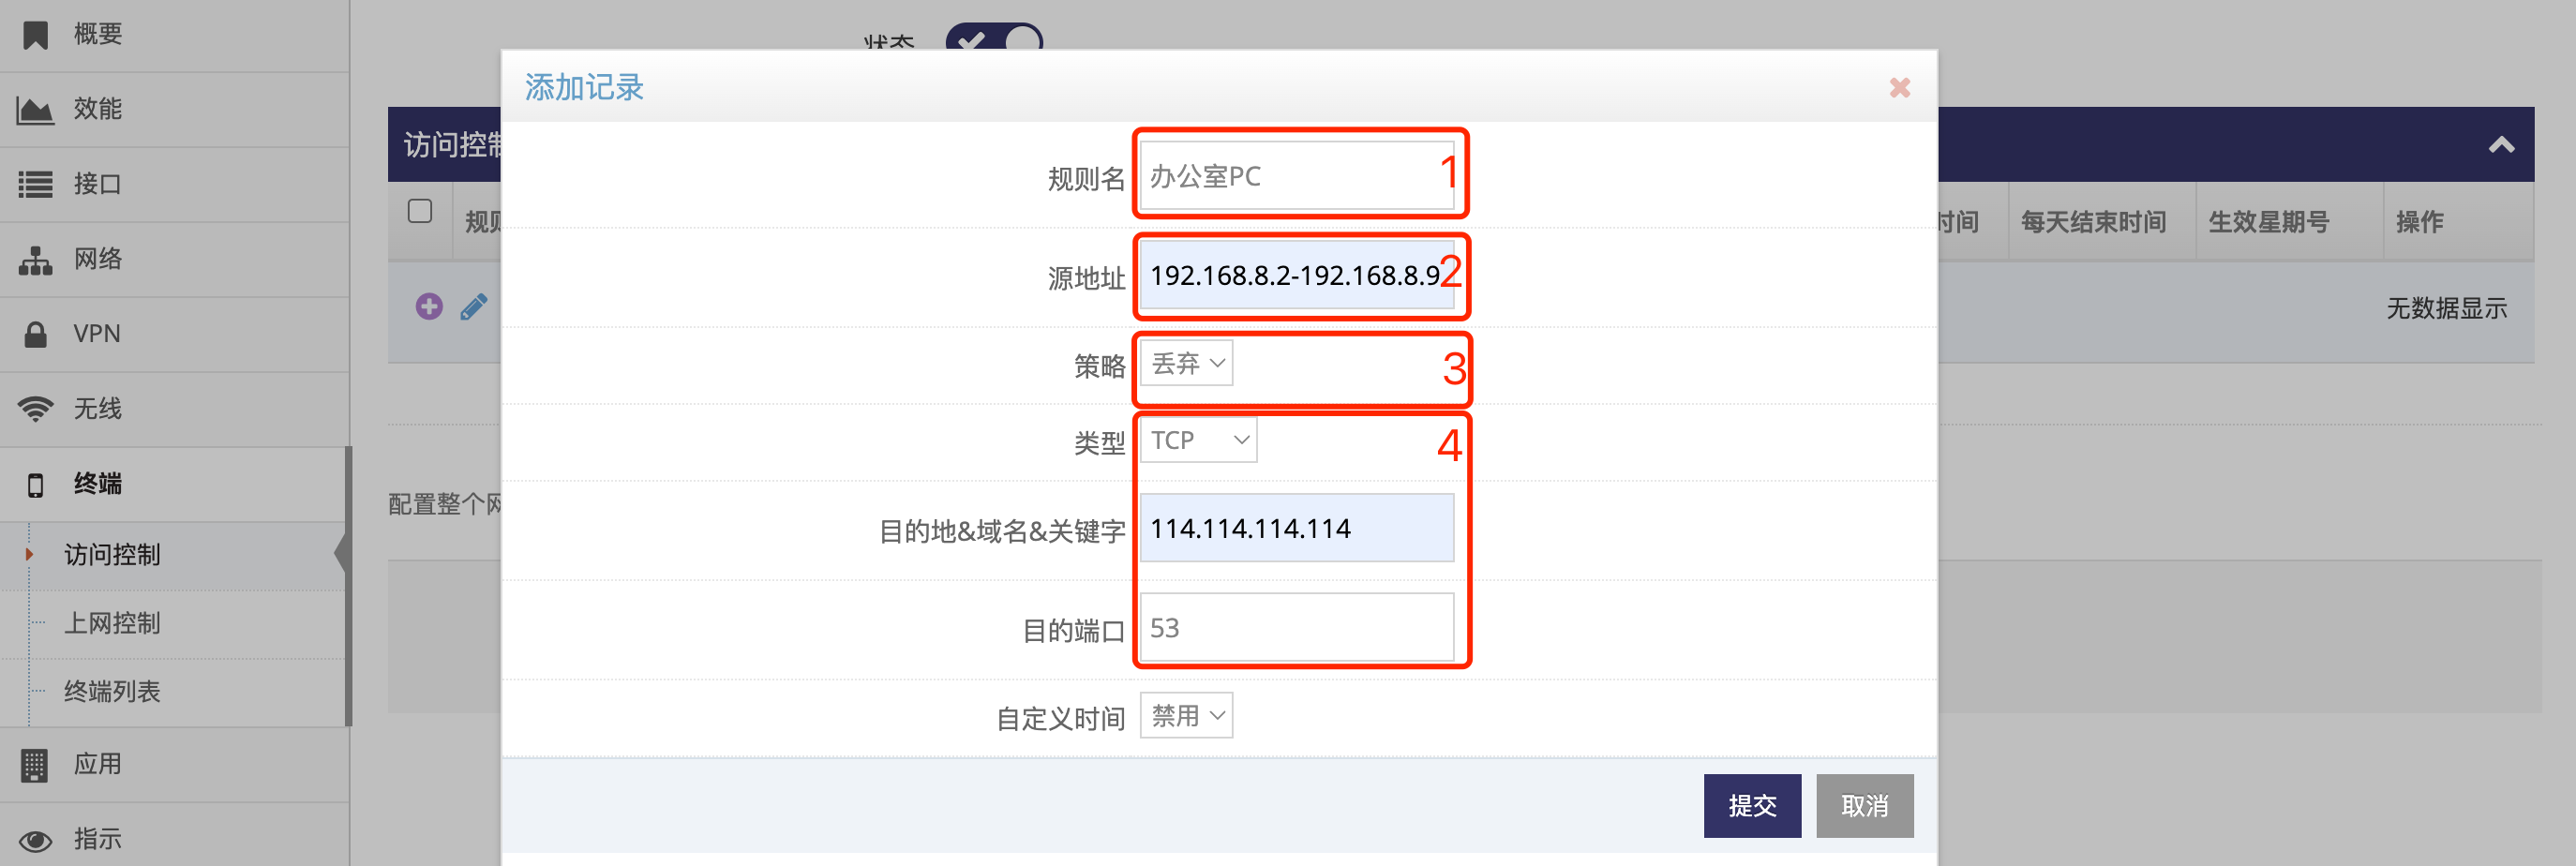 概要
效能
接口
网络
VPN
无线
终端
访问控制
上网控制
终端列表
应用
指示
状态
访问控制
时间
每天结束时间
生效星期号
操作
无数据显示
配置整个网
添加记录
规则名
办公室PC
1
源地址
192.168.8.2-192.168.8.9
2
策略
丢弃
3
类型
TCP
4
目的地&域名&关键字
114.114.114.114
目的端口
53
自定义时间
禁用
提交
取消